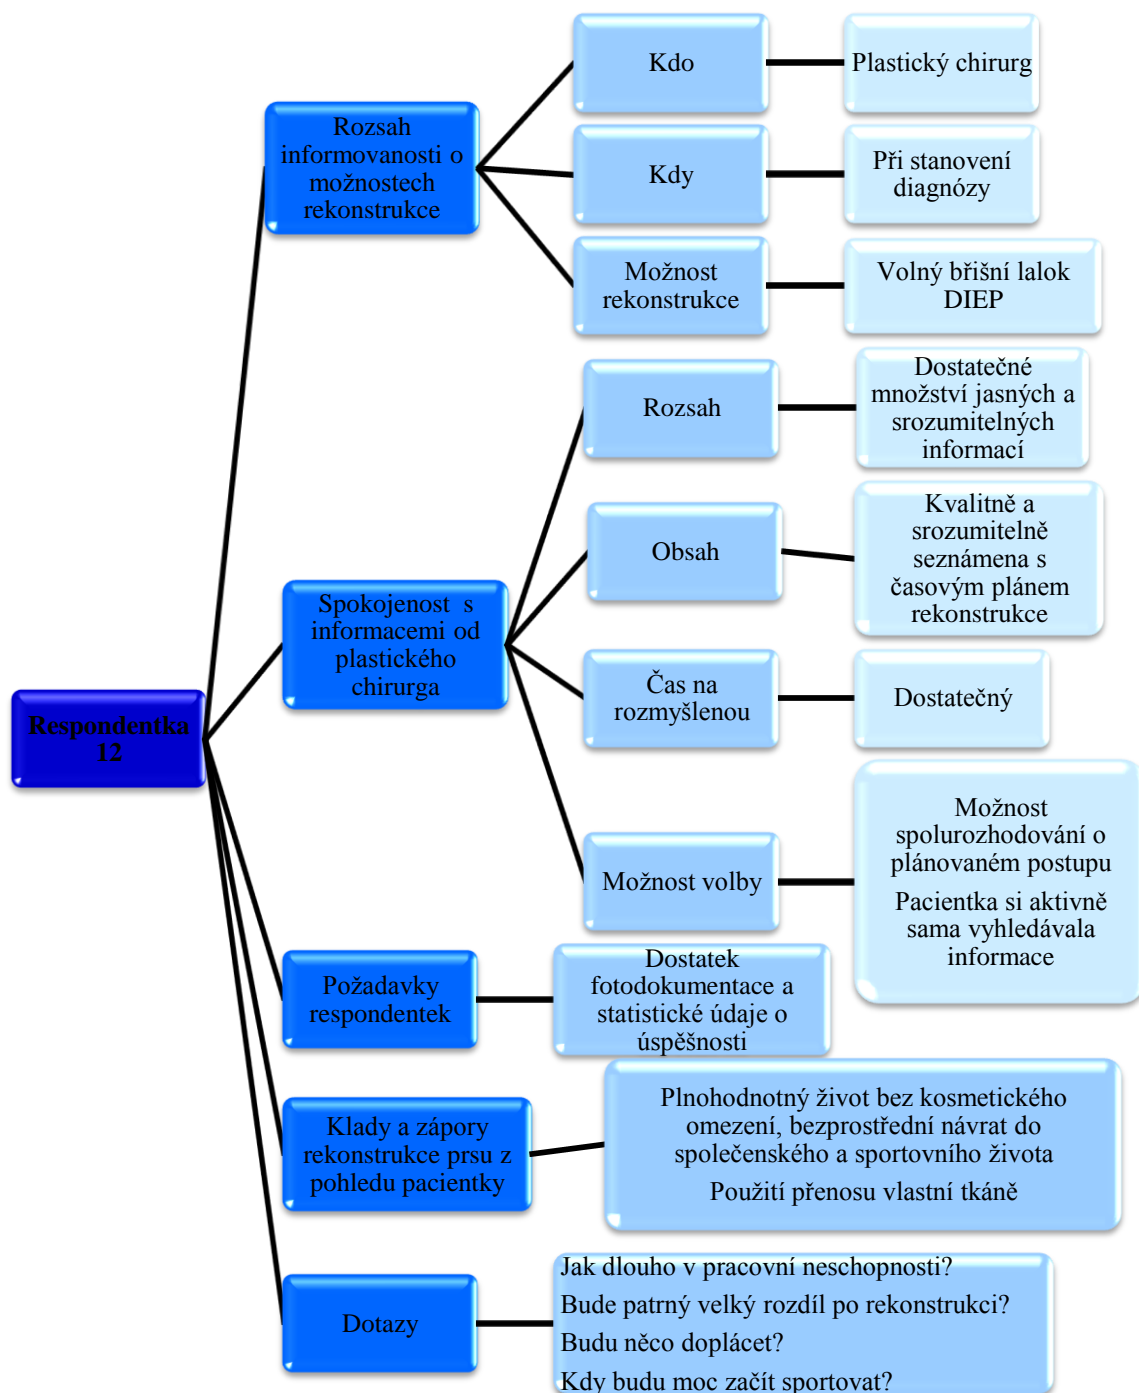 Kdo
Plastický chirurg
Rozsah
informovanosti o
možnostech
rekonstrukce
Kdy
Při stanovení
diagnózy
Možnost
rekonstrukce
Volný břišní lalok
DIEP
Rozsah
Dostatečné
množství jasných a
srozumitelných
informací
Obsah
Kvalitně a
srozumitelně
seznámena s
časovým plánem
rekonstrukce
Spokojenost s
informacemi od
plastického
chirurga
Čas na
rozmyšlenou
Dostatečný
Respondentka
12
Možnost volby
Možnost
spolurozhodování o
plánovaném postupu
Pacientka si aktivně
sama vyhledávala
informace
Požadavky
respondentek
Dostatek
fotodokumentace a
statistické údaje o
úspěšnosti
Klady a zápory
rekonstrukce prsu z
pohledu pacientky
Plnohodnotný život bez kosmetického
omezení, bezprostřední návrat do
společenského a sportovního života
Použití přenosu vlastní tkáně
Dotazy
Jak dlouho v pracovní neschopnosti?
Bude patrný velký rozdíl po rekonstrukci?
Budu něco doplácet?
Kdy budu moc začít sportovat?